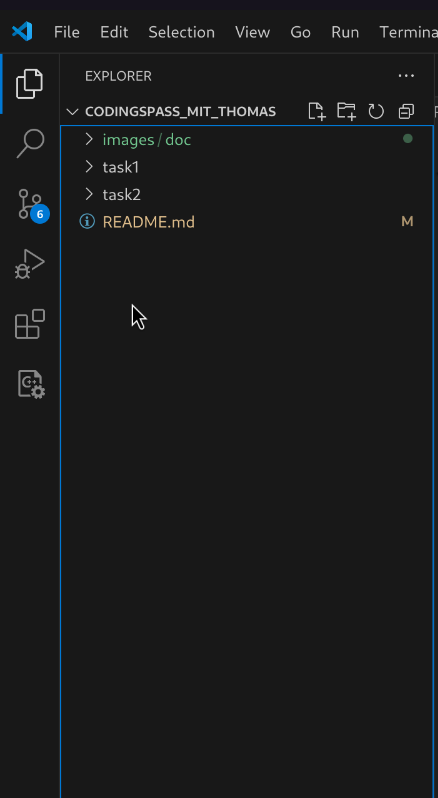 File Edit Selection View Go Run Termina
EXPLORER
CODINGSPASS_MIT_THOMAS
images/doc
task1
6
task2
README.md M